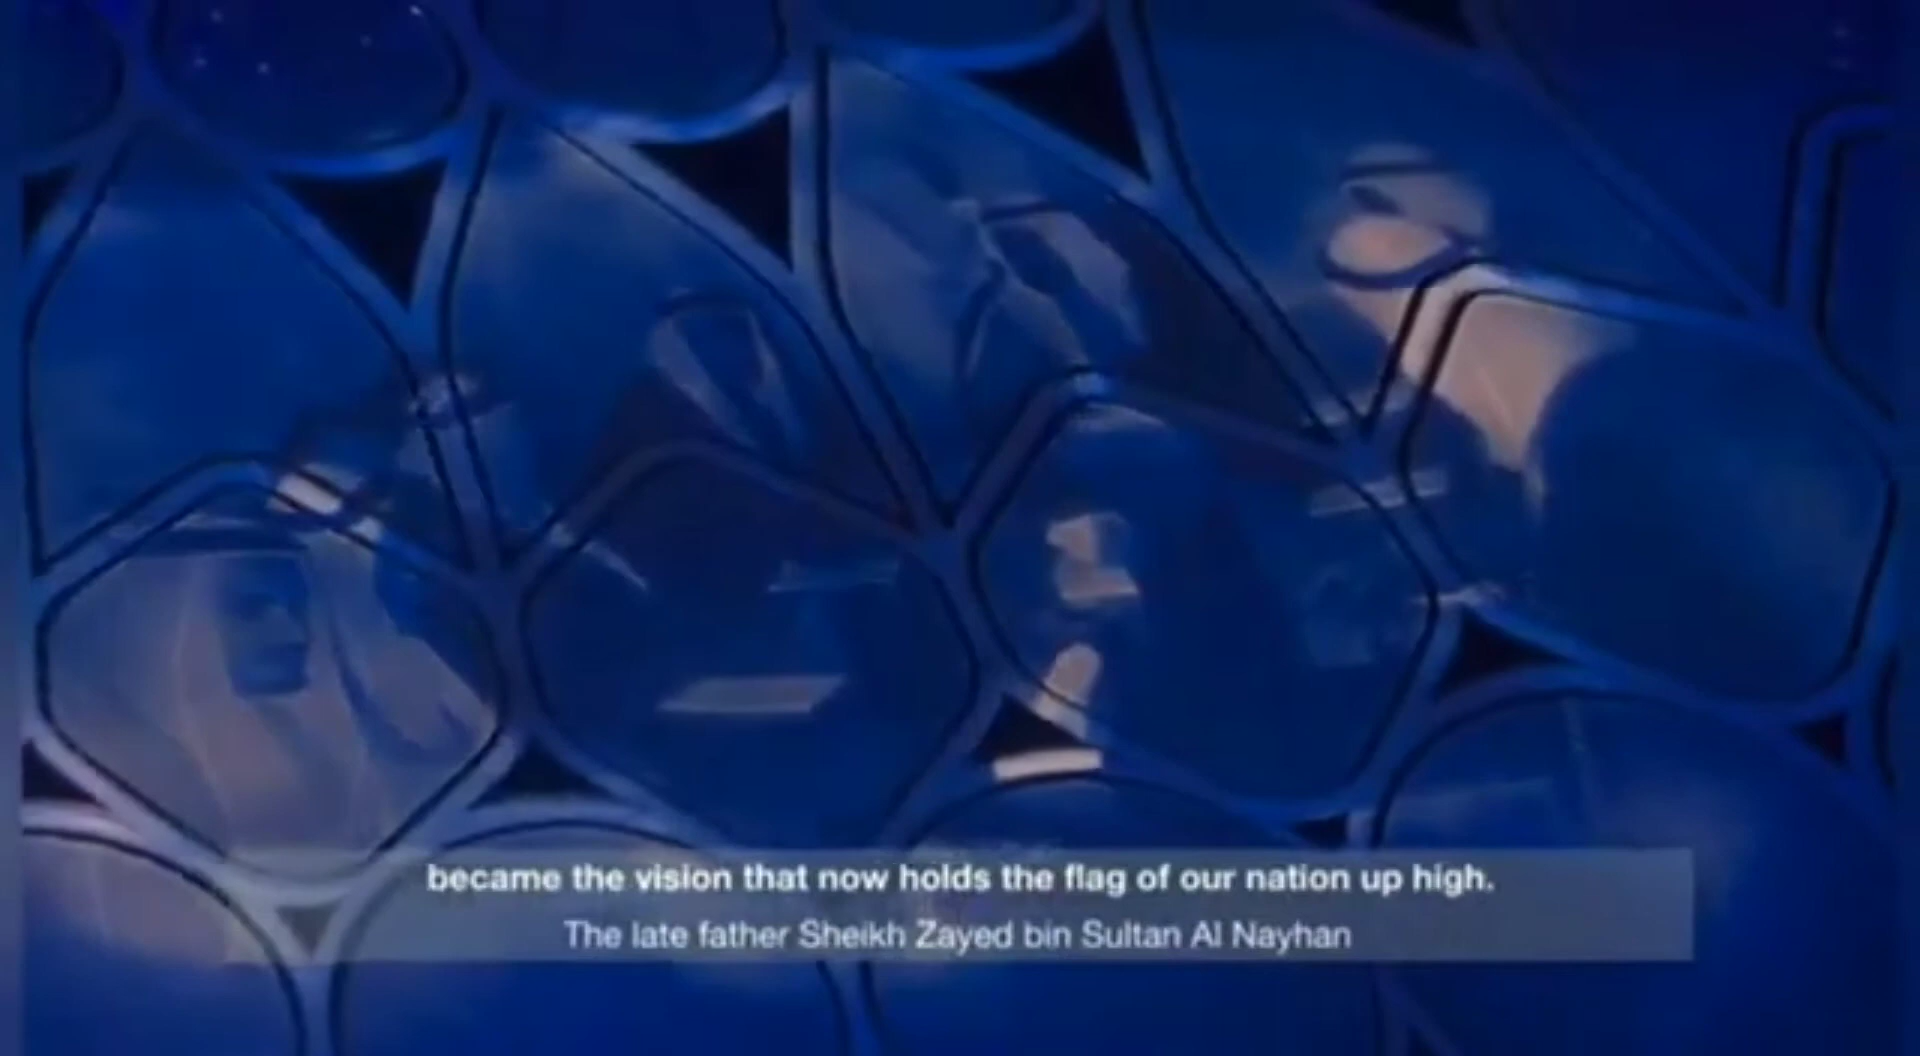 became the vision that now holds the flag of our nation up high.
The late father Sheikh Zayed bin Sultan Al Nayhan